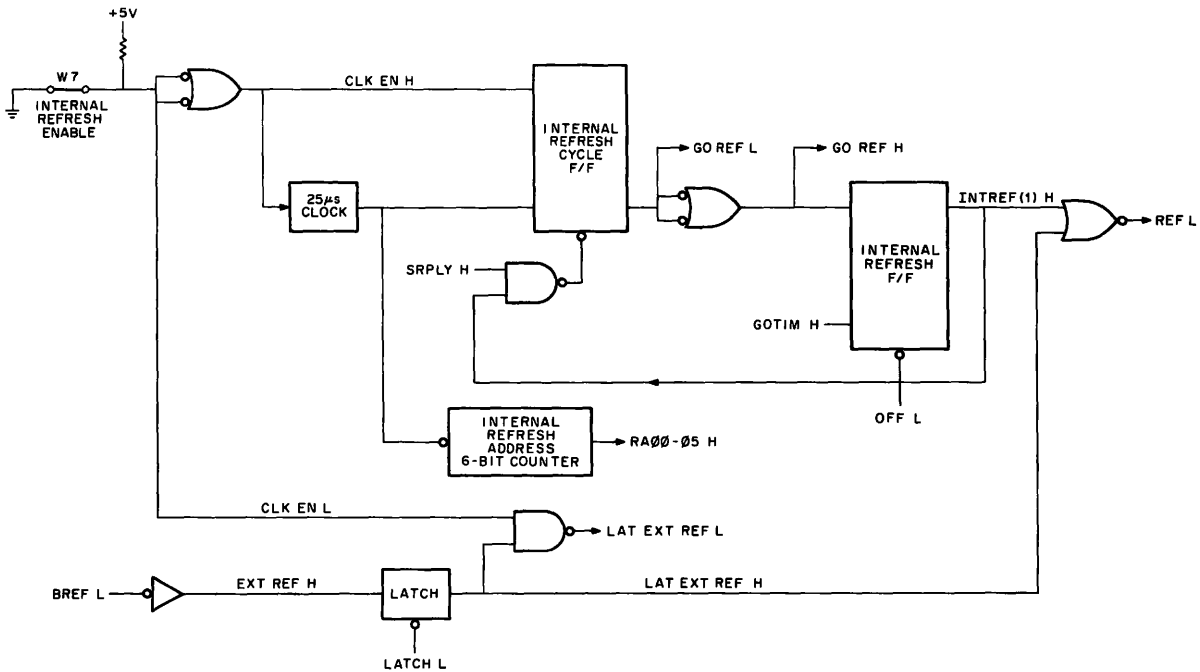 +5V
W7
INTERNAL
REFRESH
ENABLE
CLK EN H
INTERNAL
REFRESH
CYCLE
F/F
GO REF L
GO REF H
25µs
CLOCK
INTREF(1) H
REF L
INTERNAL
REFRESH
F/F
SRPLY H
GOTIM H
OFF L
INTERNAL
REFRESH
ADDRESS
6-BIT COUNTER
RAØØ-Ø5 H
CLK EN L
LAT EXT REF L
BREF L
EXT REF H
LATCH
LAT EXT REF H
LATCH L